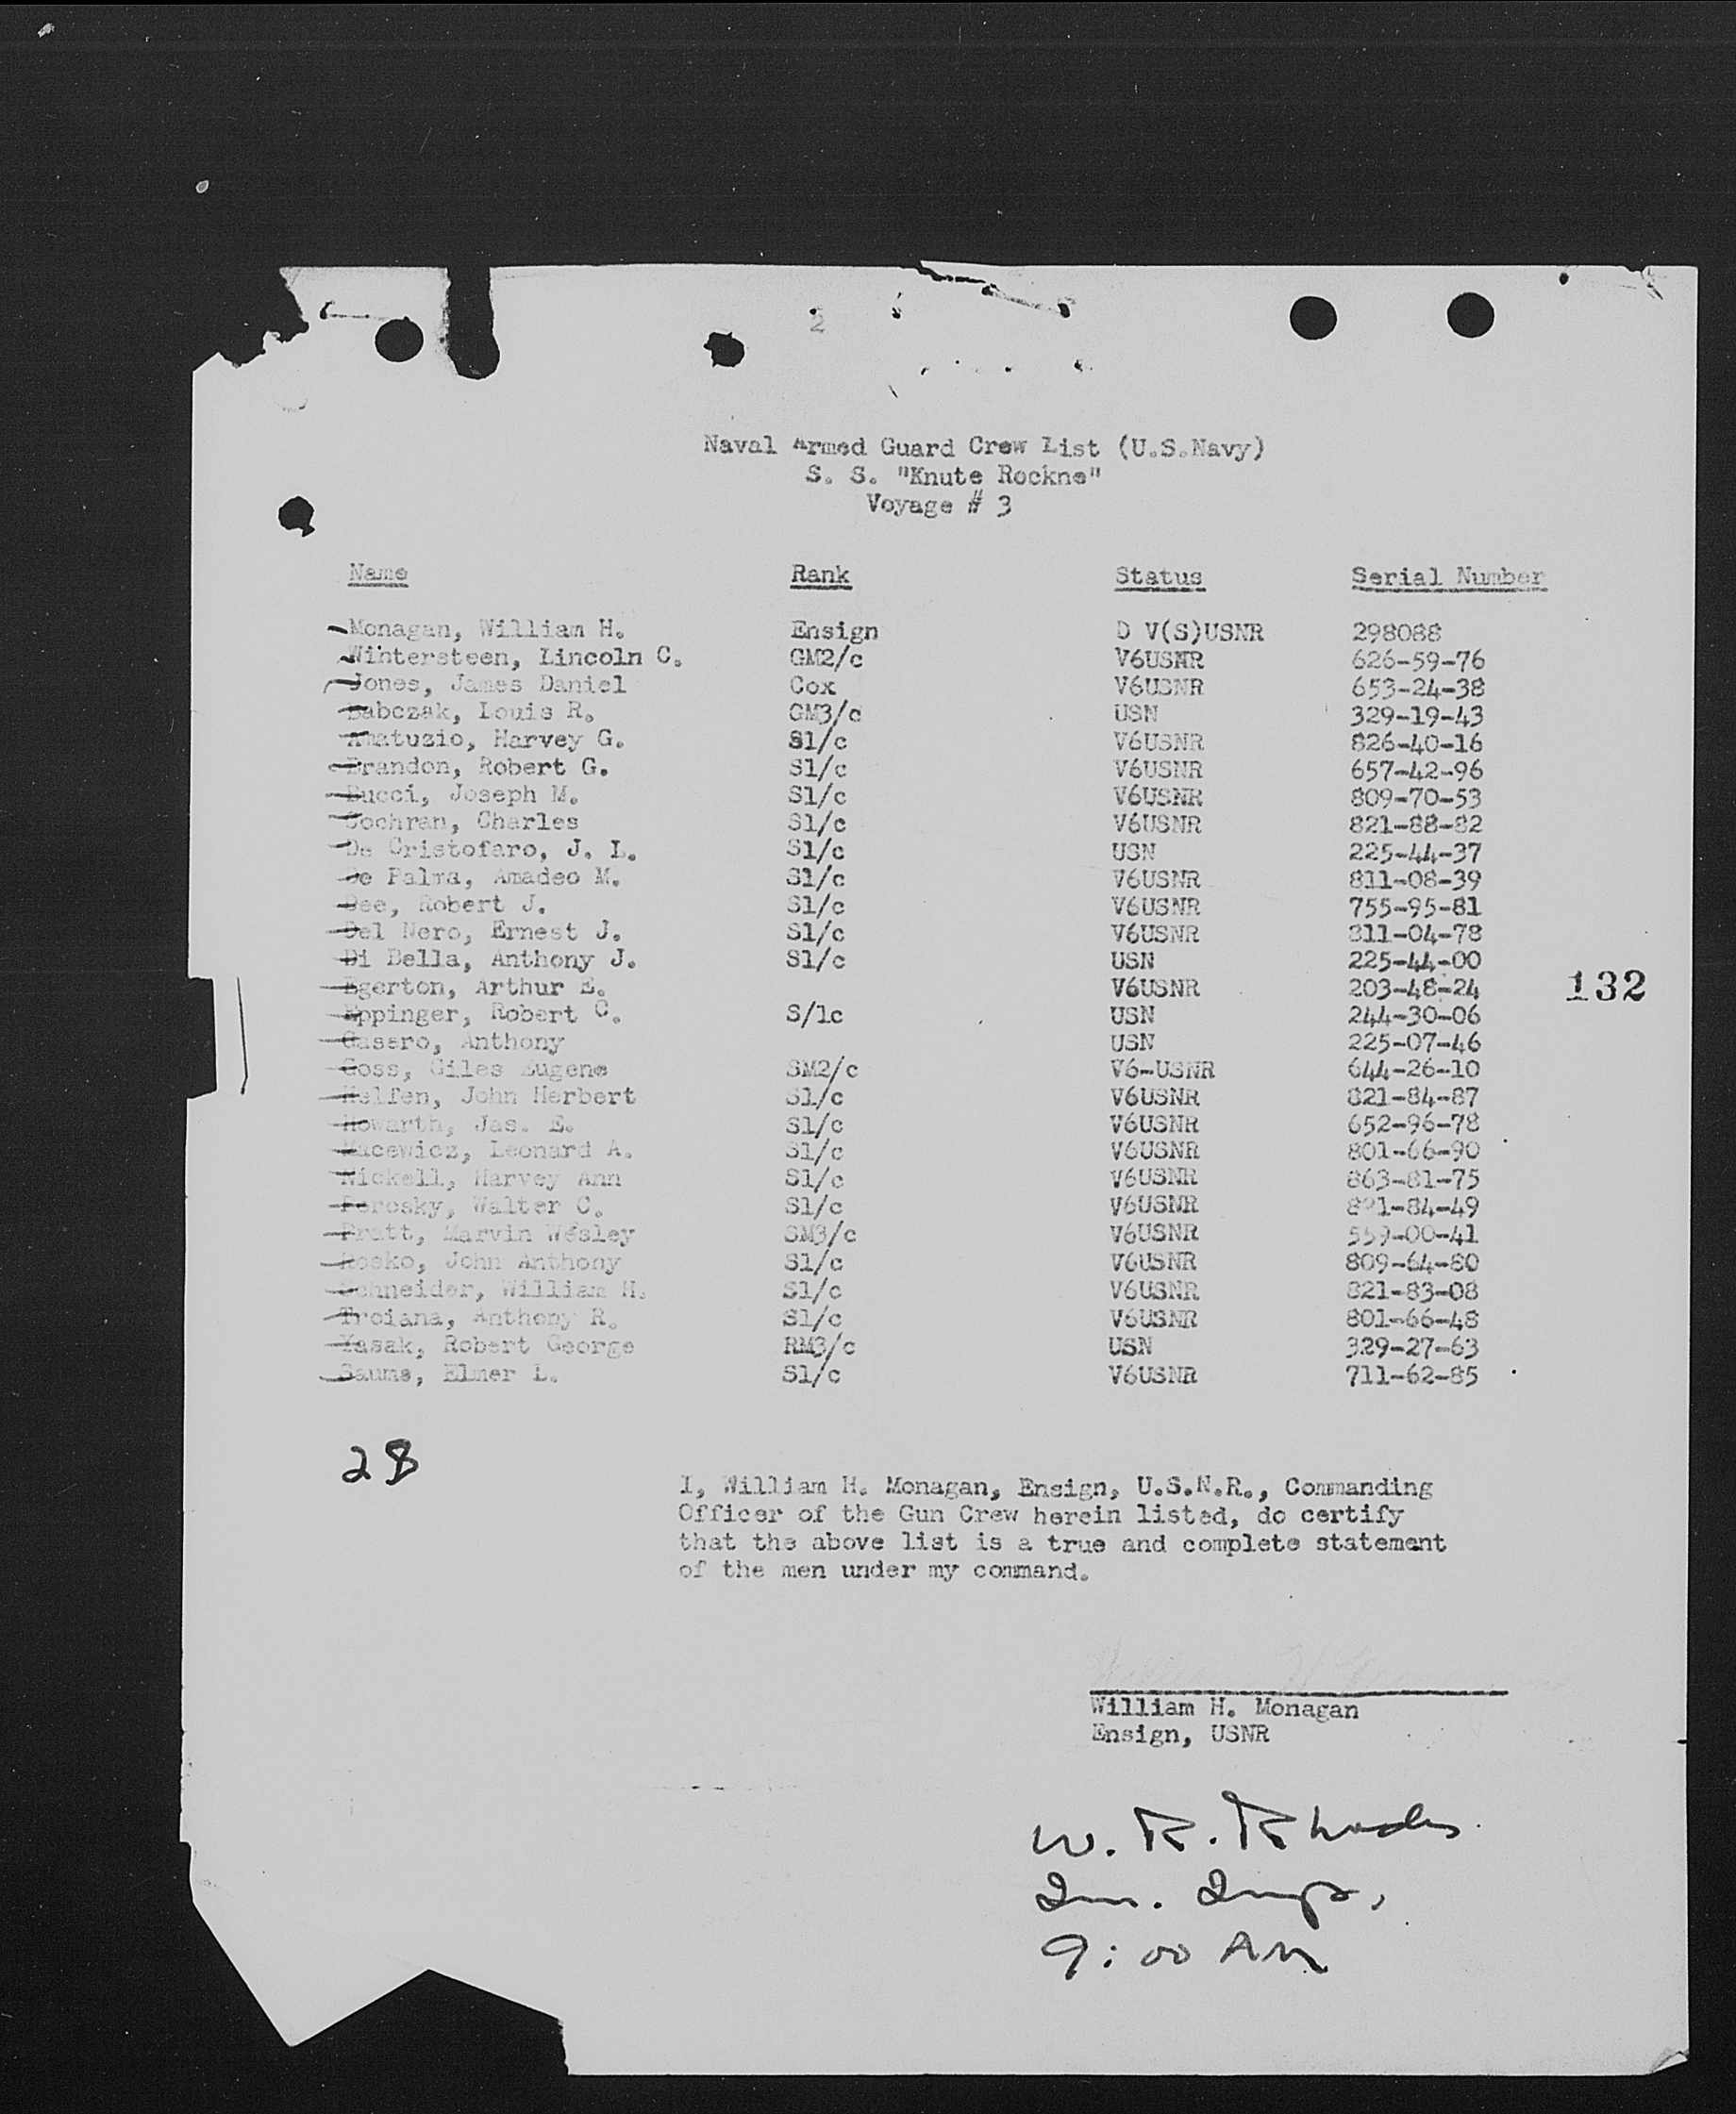 2
Naval Armed Guard Crew List (U.S.Navy)
S. S. "Knute Rockne"
Voyage # 3
Name Rank Status Serial Number
Monagan, William H. Ensign D V(S)USNR 298088
Wintersteen, Lincoln C. GM2/c V6USNR 626-59-76
Jones, James Daniel Cox V6USNR 653-24-38
Babczak, Louis R. GM3/c USN 329-19-43
Amatuzio, Harvey G. S1/c V6USNR 826-40-16
Brandon, Robert G. S1/c V6USNR 657-42-96
Bucci, Joseph M. S1/c V6USNR 809-70-53
Cochran, Charles S1/c V6USNR 821-88-82
De Cristofaro, J. L. S1/c USN 225-44-37
De Palma, Amadeo M. S1/c V6USNR 811-08-39
Dee, Robert J. S1/c V6USNR 755-95-81
Del Nero, Ernest J. S1/c V6USNR 811-04-78
Di Bella, Anthony J. S1/c USN 225-44-00
Egerton, Arthur E. V6USNR 203-48-24
132
Eppinger, Robert C. S/1c USN 244-30-06
Gasero, Anthony USN 225-07-46
Goss, Giles Eugene SM2/c V6-USNR 644-26-10
Helfen, John Herbert S1/c V6USNR 821-84-87
Howarth, Jas. E. S1/c V6USNR 652-96-78
Macewicz, Leonard A. S1/c V6USNR 801-66-90
Nickell, Harvey Ann S1/c V6USNR 863-81-75
Perosky, Walter C. S1/c V6USNR
Pratt, Marvin Wesley SM3/c V6USNR 559-00-41
Rosko, John Anthony S1/c V6USNR 809-64-80
Schneider, William H. S1/c V6USNR 821-83-08
Troiana, Anthony R. S1/c V6USNR 801-66-48
Yasak, Robert George RM3/c USN 329-27-63
Baums, Elmer L. S1/c V6USNR 711-62-85
28
I, William H. Monagan, Ensign, U.S.N.R., Commanding
Officer of the Gun Crew herein listed, do certify
that the above list is a true and complete statement
of the men under my command.
William H. Monagan
Ensign, USNR
W. R. Rhodes
Imm. Insp.
9:00 AM